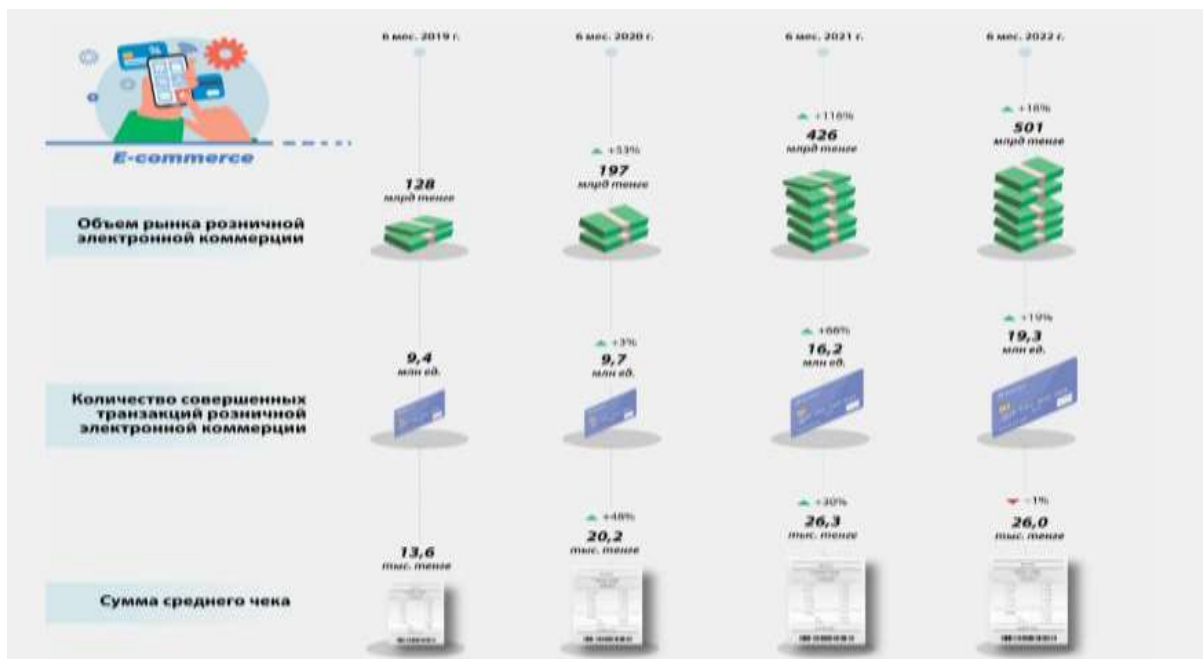 6 мес. 2019 г.
6 мес. 2020 г.
6 мес. 2021 г.
6 мес. 2022 г.
E-commerce
Объем рынка розничной
электронной коммерции
128
млрд тенге
+53%
197
млрд тенге
+116%
426
млрд тенге
+18%
501
млрд тенге
Количество совершенных
транзакций розничной
электронной коммерции
9,4
млн ед.
+3%
9,7
млн ед.
+66%
16,2
млн ед.
+19%
19,3
млн ед.
Сумма среднего чека
13,6
тыс. тенге
+48%
20,2
тыс. тенге
+30%
26,3
тыс. тенге
-1%
26,0
тыс. тенге